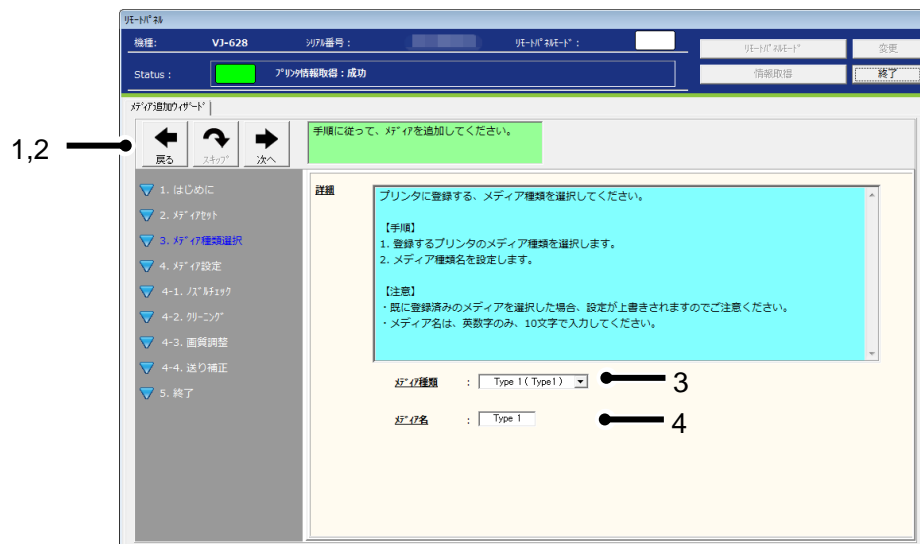 ﾘﾓｰﾄﾊﾟﾈﾙ
機種: VJ-628 ｼﾘｱﾙ番号： ﾘﾓｰﾄﾊﾟﾈﾙﾓｰﾄﾞ：
ﾘﾓｰﾄﾊﾟﾈﾙﾓｰﾄﾞ 変更
Status： ﾌﾟﾘﾝﾀ情報取得：成功
情報取得 終了
ﾒﾃﾞｨｱ追加ｳｨｻﾞｰﾄﾞ
1,2
戻る ｽｷｯﾌﾟ 次へ
手順に従って、ﾒﾃﾞｨｱを追加してください。
1. はじめに
2. ﾒﾃﾞｨｱｾｯﾄ
3. ﾒﾃﾞｨｱ種類選択
4. ﾒﾃﾞｨｱ設定
4-1. ﾉｽﾞﾙﾁｪｯｸ
4-2. ｸﾘｰﾆﾝｸﾞ
4-3. 画質調整
4-4. 送り補正
5. 終了
詳細
プリンタに登録する、メディア種類を選択してください。
【手順】
1. 登録するプリンタのメディア種類を選択します。
2. メディア種類名を設定します。
【注意】
・既に登録済みのメディアを選択した場合、設定が上書きされますのでご注意ください。
・メディア名は、英数字のみ、10文字で入力してください。
ﾒﾃﾞｨｱ種類 : Type 1 ( Type1 ) 3
ﾒﾃﾞｨｱ名 : Type 1 4